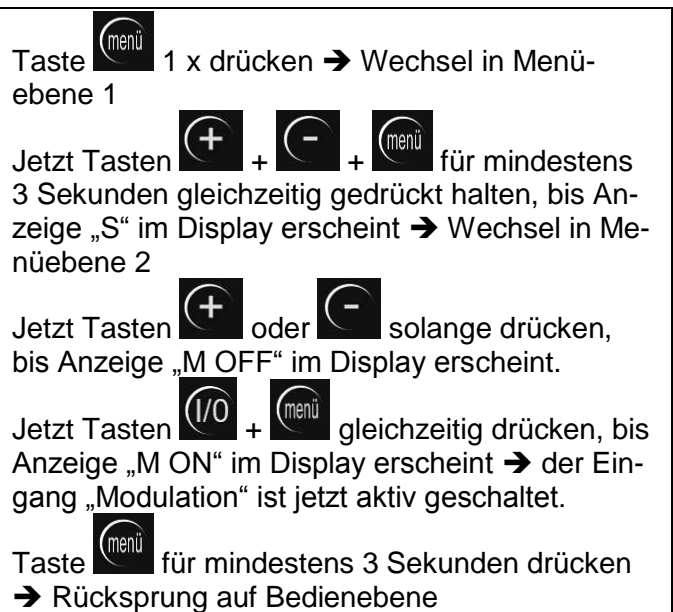 Taste menü 1 x drücken ➔ Wechsel in Menü-
ebene 1
Jetzt Tasten + + - + menü für mindestens
3 Sekunden gleichzeitig gedrückt halten, bis An-
zeige „S“ im Display erscheint ➔ Wechsel in Me-
nüebene 2
Jetzt Tasten + oder - solange drücken,
bis Anzeige „M OFF“ im Display erscheint.
Jetzt Tasten I/0 + menü gleichzeitig drücken, bis
Anzeige „M ON“ im Display erscheint ➔ der Ein-
gang „Modulation“ ist jetzt aktiv geschaltet.
Taste menü für mindestens 3 Sekunden drücken
➔ Rücksprung auf Bedienebene